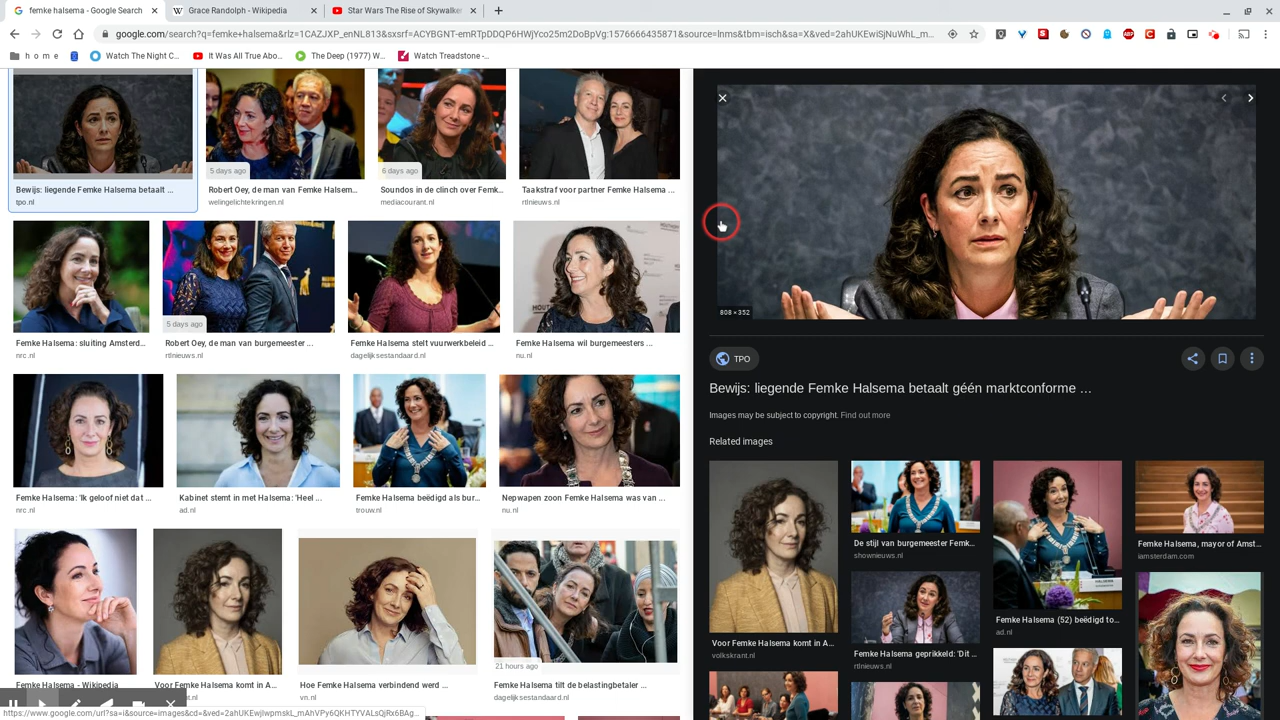 femke halsema - Google Search
Grace Randolph - Wikipedia
Star Wars The Rise of Skywalker
google.com/search?q=femke+halsema&rlz=1CAZJXP_enNL813&sxsrf=ACYBGNT-emRTpDDQP6HWJYco25m2DoBpVg:1576666435871&source=lnms&tbm=isch&sa=X&ved=2ahUKEwiSjNuWhL_m...
h o m e
Watch The Night C...
It Was All True Abo...
The Deep (1977) W...
Watch Treadstone -...
Bewijs: liegende Femke Halsema betaalt ...
tpo.nl
5 days ago
Robert Oey, de man van Femke Halsem...
welingelichtekringen.nl
6 days ago
Soundos in de clinch over Femk...
mediacourant.nl
Taakstraf voor partner Femke Halsema ...
rtlnieuws.nl
Femke Halsema: sluiting Amsterd...
nrc.nl
5 days ago
Robert Oey, de man van burgemeester ...
rtlnieuws.nl
Femke Halsema stelt vuurwerkbeleid ...
dagelijksestandaard.nl
Femke Halsema wil burgemeesters ...
nu.nl
Femke Halsema: 'Ik geloof niet dat ...
nrc.nl
Kabinet stemt in met Halsema: 'Heel ...
ad.nl
Femke Halsema beëdigd als bur...
trouw.nl
Nepwapen zoon Femke Halsema was van ...
nu.nl
Femke Halsema - Wikipedia
Voor Femke Halsema komt in A...
Hoe Femke Halsema verbindend werd ...
vn.nl
21 hours ago
Femke Halsema tilt de belastingbetaler ...
dagelijksestandaard.nl
https://www.google.com/url?sa=i&source=images&cd=&ved=2ahUKEwjIwpmskL_mAhVPy6QKHTYVALsQjRx6BAg...
808 × 352
TPO
Bewijs: liegende Femke Halsema betaalt géén marktconforme ...
Images may be subject to copyright. Find out more
Related images
Voor Femke Halsema komt in A...
volkskrant.nl
De stijl van burgemeester Femk...
shownieuws.nl
Femke Halsema geprikkeld: 'Dit ...
rtlnieuws.nl
Femke Halsema (52) beëdigd to...
ad.nl
Femke Halsema, mayor of Amst...
iamsterdam.com